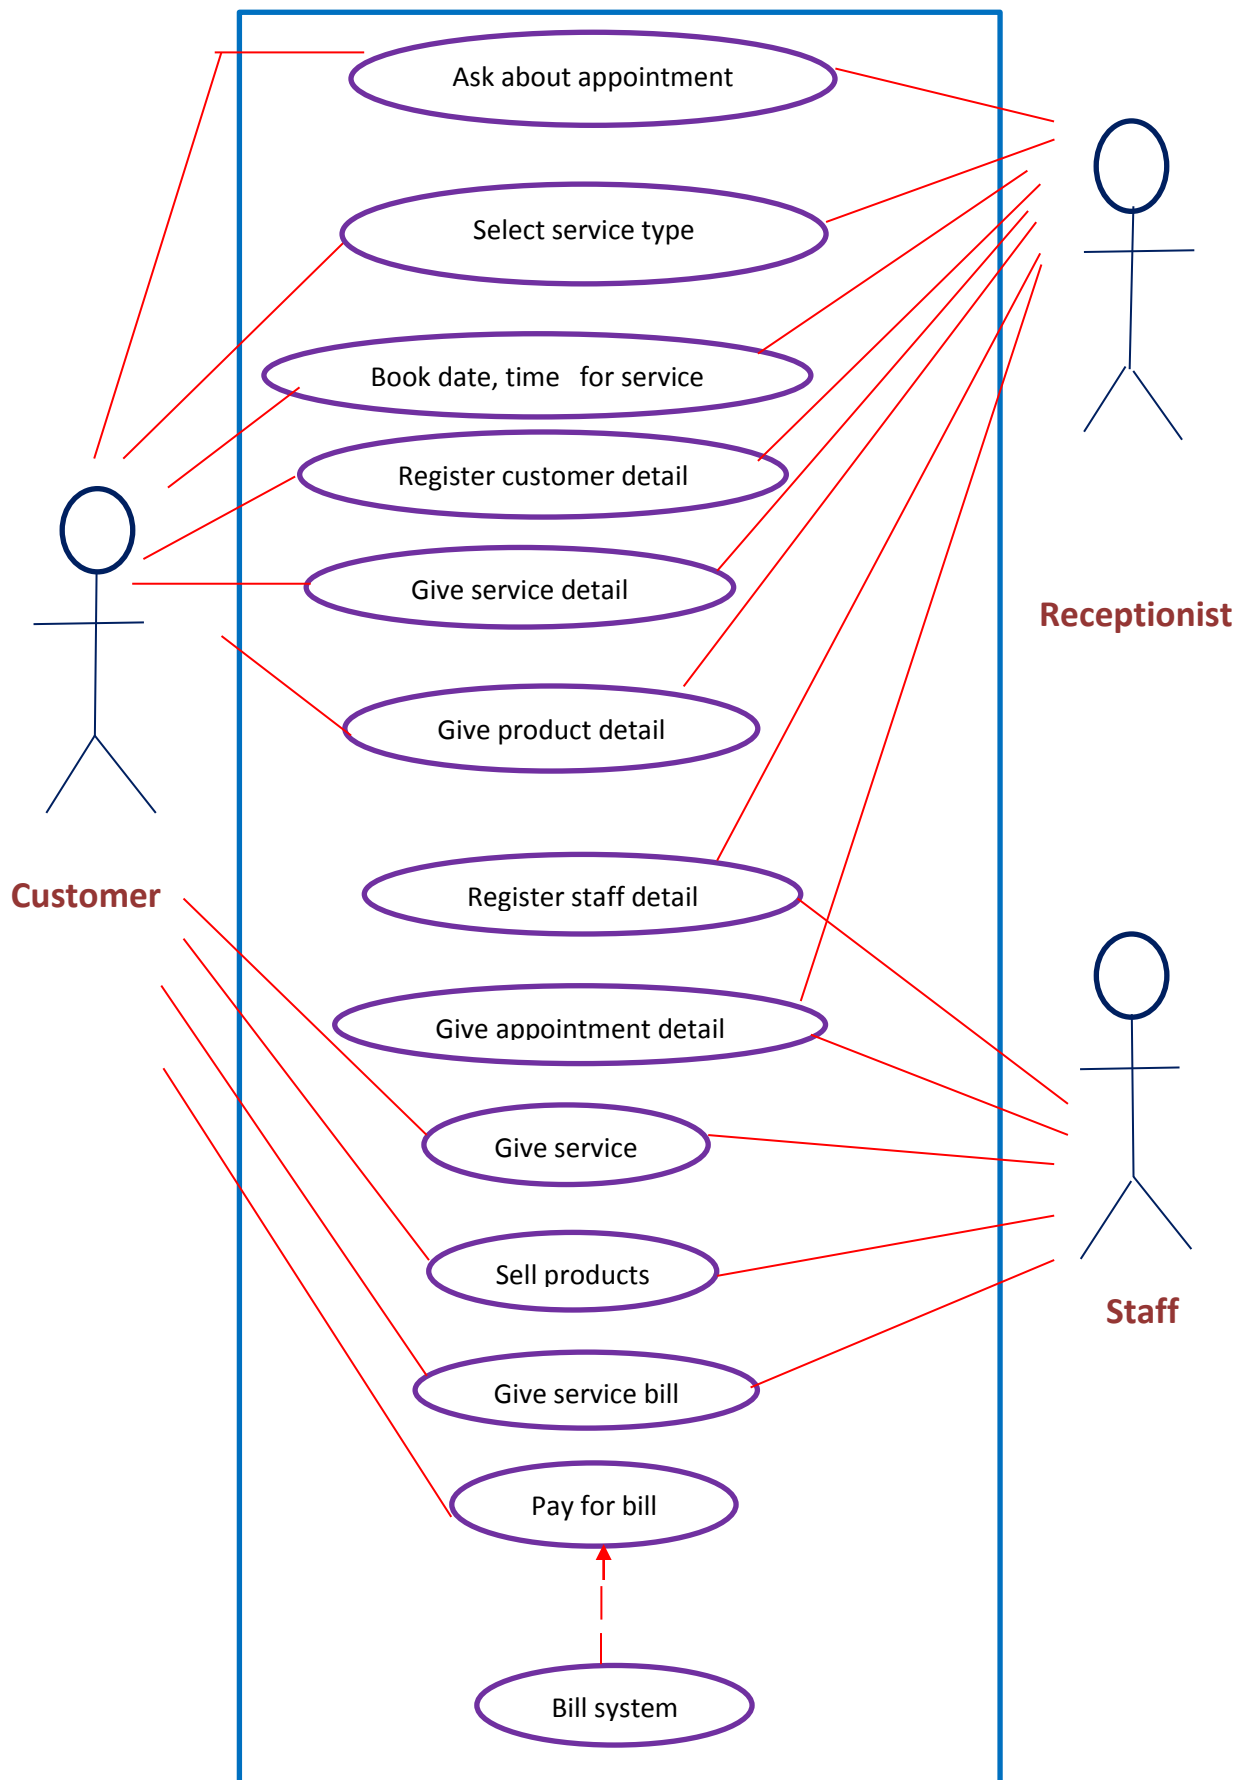 Ask about appointment
Select service type
Book date, time   for service
Register customer detail
Give service detail
Receptionist
Give product detail
Register staff detail
Customer
Give appointment detail
Give service
Sell products
Staff
Give service bill
Pay for bill
Bill system